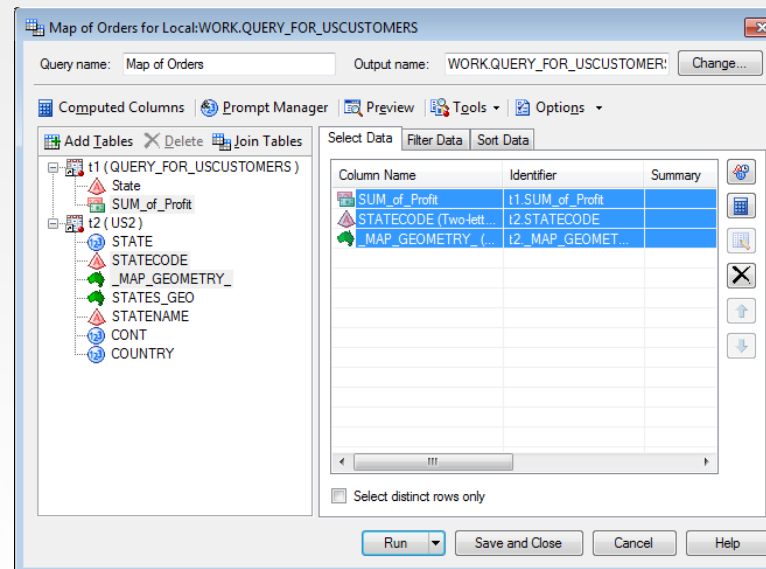 Map of Orders for Local:WORK.QUERY_FOR_USCUSTOMERS
Query name: Map of Orders Output name: WORK.QUERY_FOR_USCUSTOMER: Change...
Computed Columns Prompt Manager Preview Tools Options
Add Tables Delete Join Tables Select Data Filter Data Sort Data
t1 (QUERY_FOR_USCUSTOMERS)
State
SUM_of_Profit
t2 (US2)
STATE
STATECODE
_MAP_GEOMETRY_
STATES_GEO
STATENAME
CONT
COUNTRY
Column Name Identifier Summary
SUM_of_Profit t1.SUM_of_Profit
STATECODE (Two-lett... t2.STATECODE
_MAP_GEOMETRY_ (... t2._MAP_GEOMET...
Select distinct rows only
Run Save and Close Cancel Help